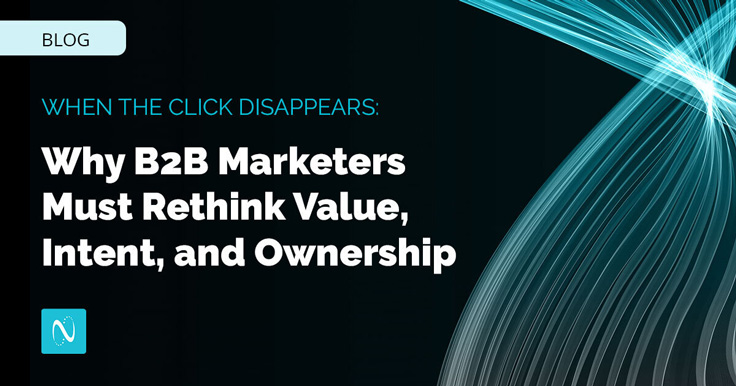 BLOG
WHEN THE CLICK DISAPPEARS:
Why B2B Marketers
Must Rethink Value,
Intent, and Ownership